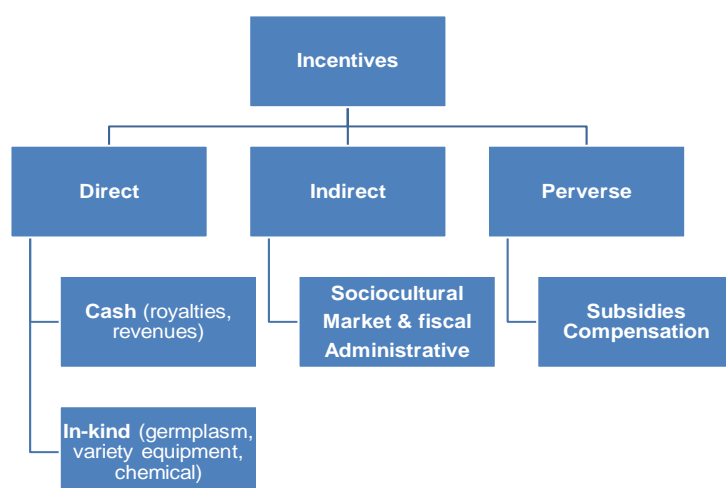 Incentives
Direct
Indirect
Perverse
Cash (royalties,
revenues)
Sociocultural
Market & fiscal
Administrative
Subsidies
Compensation
In-kind (germplasm,
variety equipment,
chemical)